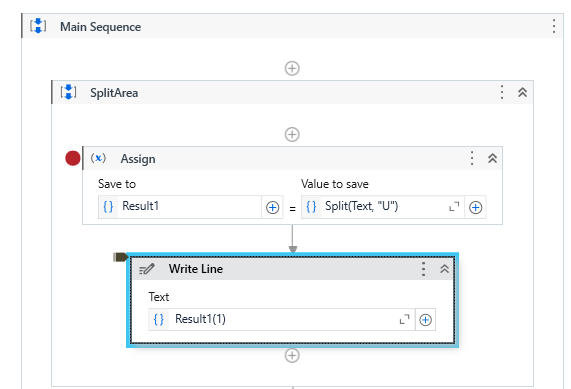 Main Sequence
SplitArea
(x) Assign
Save to Value to save
{} Result1 = {} Split(Text, "U")
Write Line
Text
{} Result1(1)